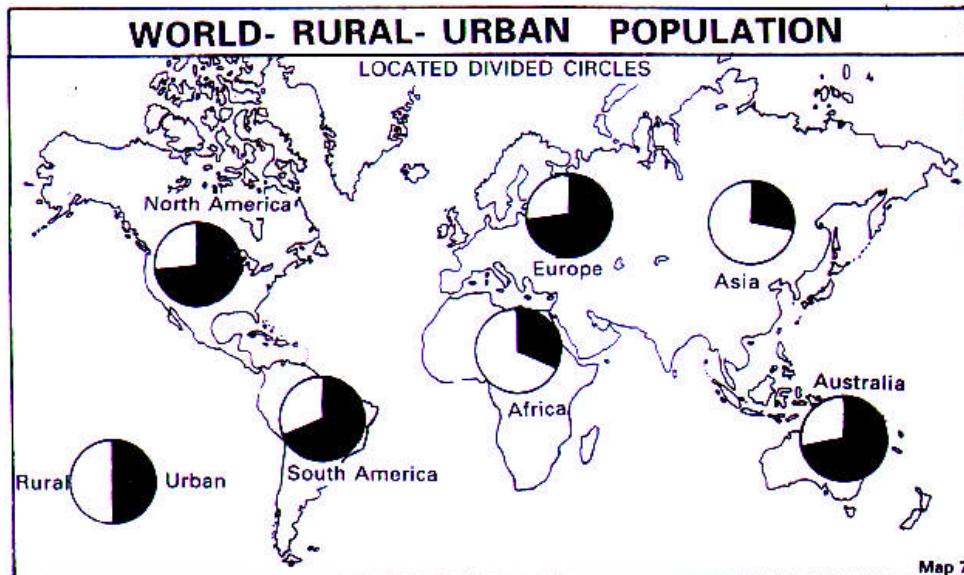 WORLD- RURAL- URBAN POPULATION
LOCATED DIVIDED CIRCLES
North America
Europe
Asia
Africa
Australia
South America
Rural
Urban
Map 7